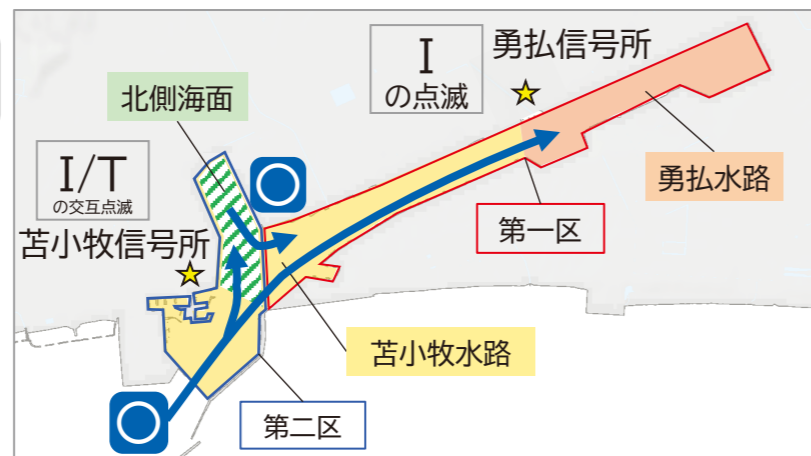 勇払信号所
I
の点滅
北側海面
I/T
の交互点滅
苫小牧信号所
勇払水路
第一区
苫小牧水路
第二区